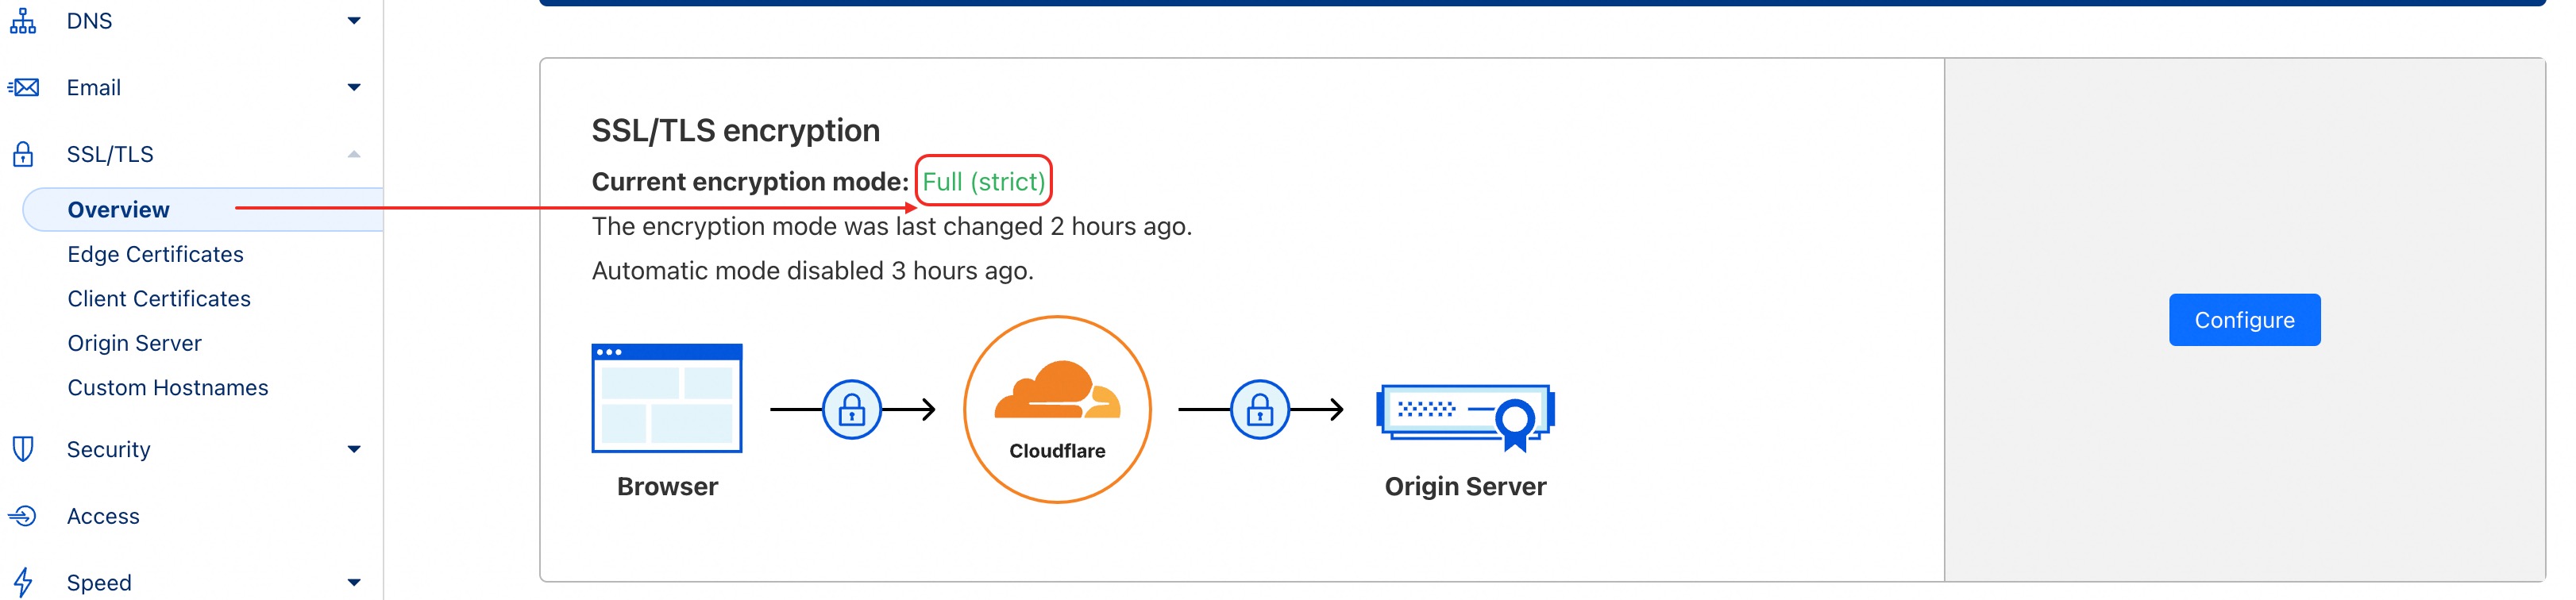 DNS
Email
SSL/TLS
Overview
Edge Certificates
Client Certificates
Origin Server
Custom Hostnames
Security
Access
Speed
SSL/TLS encryption
Current encryption mode: Full (strict)
The encryption mode was last changed 2 hours ago.
Automatic mode disabled 3 hours ago.
Cloudflare
Browser
Origin Server
Configure